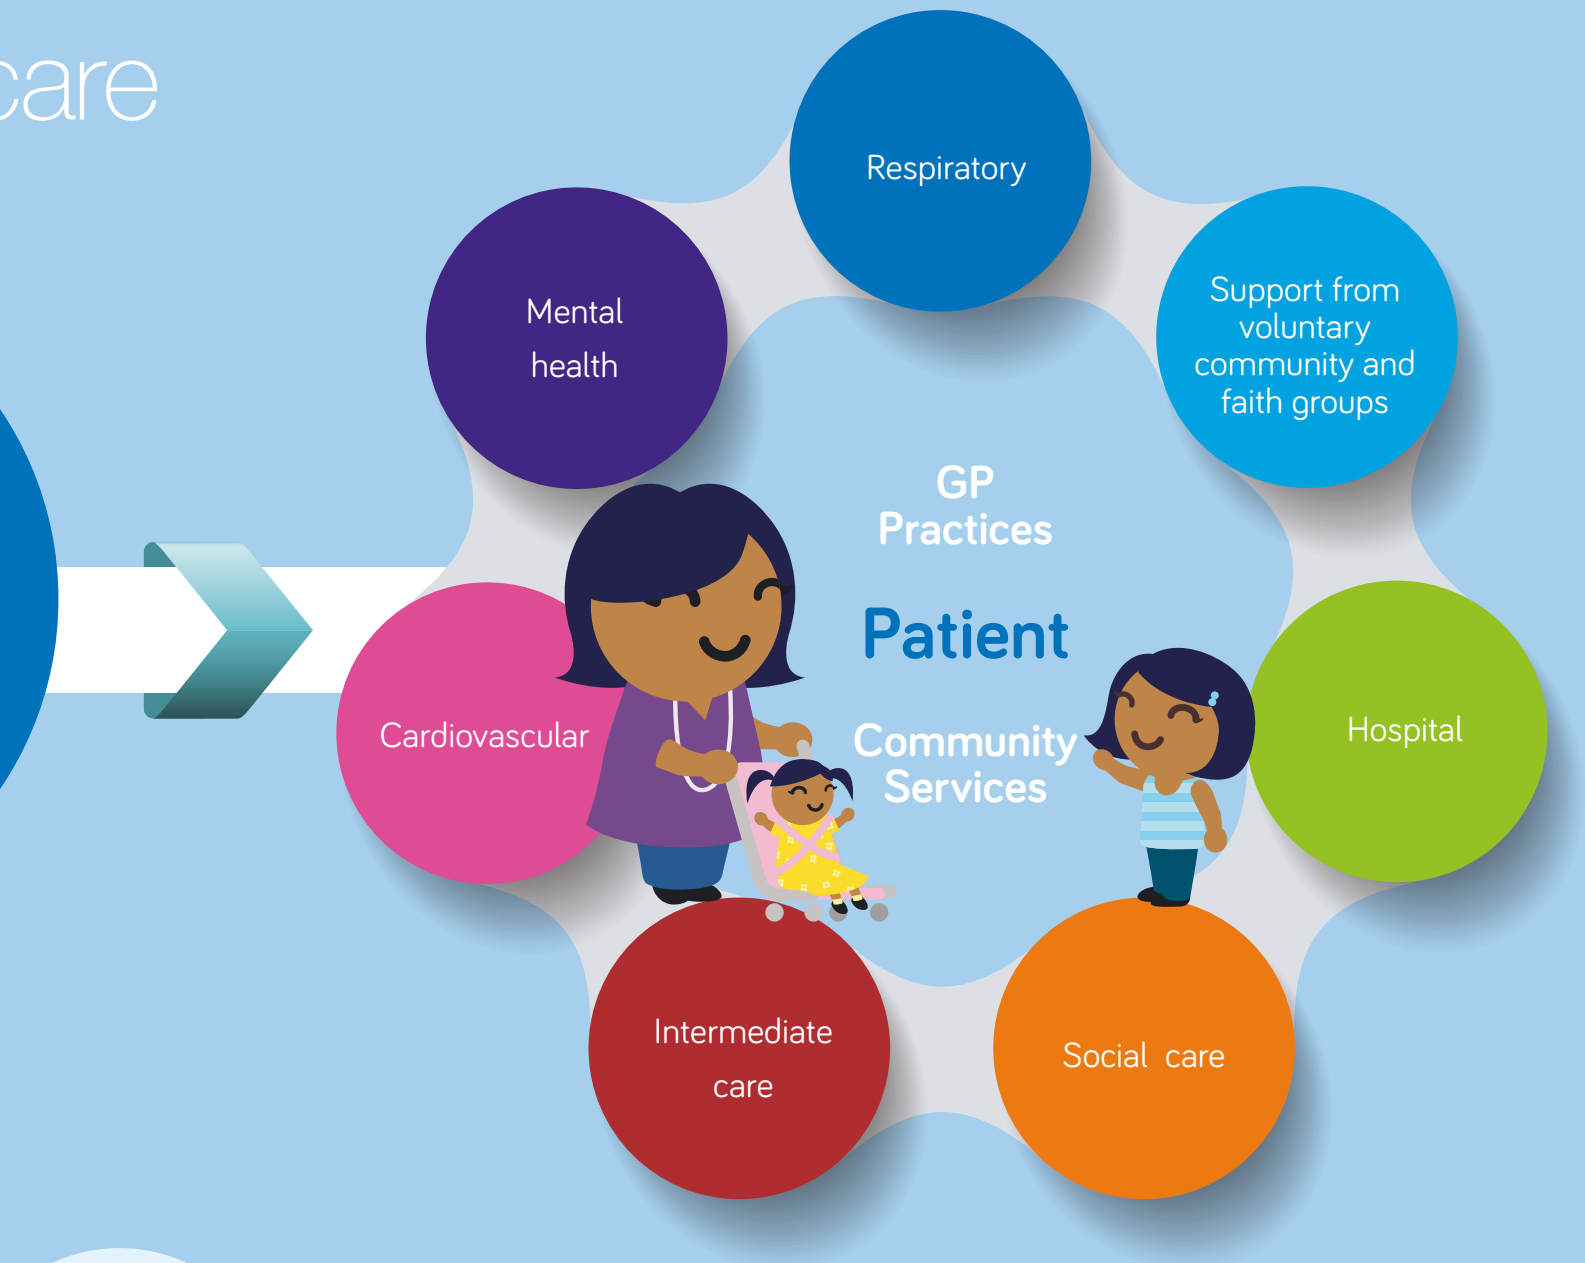 care
Respiratory
Mental
health
Support from
voluntary
community and
faith groups
GP
Practices
Patient
Community
Services
Cardiovascular
Hospital
Intermediate
care
Social care